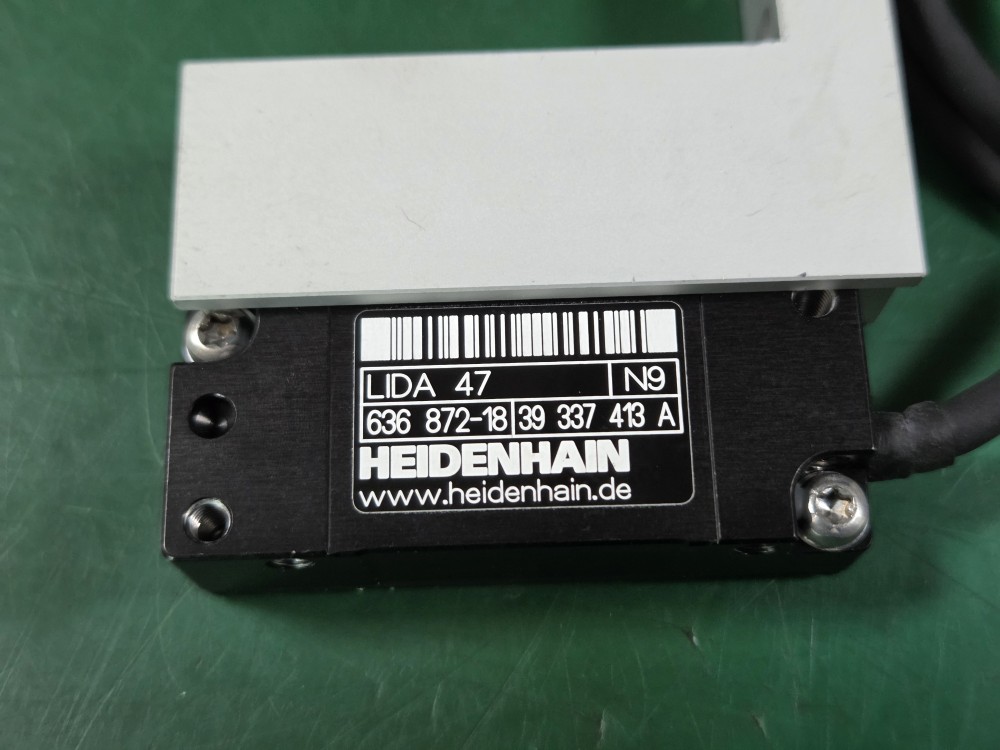 LIDA 47 N9
636 872-18 39 337 413 A
HEIDENHAIN
www.heidenhain.de